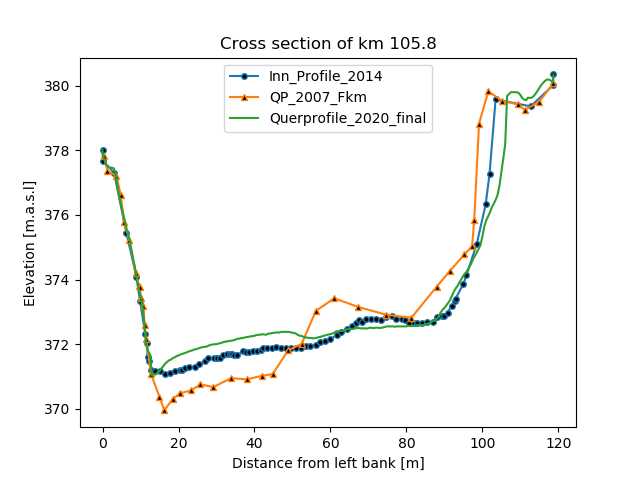 Cross section of km 105.8
Inn_Profile_2014
QP_2007_Fkm
Querprofile_2020_final
380
378
376
374
372
370
Elevation [m.a.s.l]
0 20 40 60 80 100 120
Distance from left bank [m]